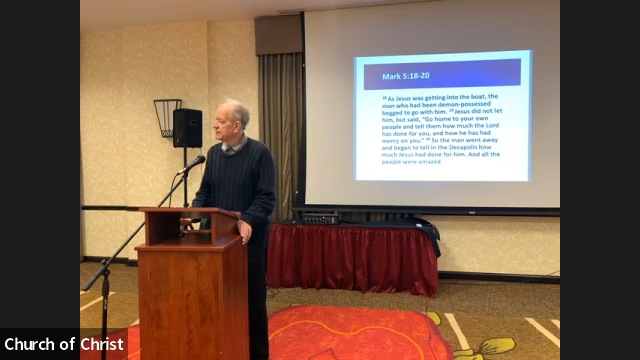 Mark 5:18-20
18 As Jesus was getting into the boat, the
man who had been demon-possessed
begged to go with him. 19 Jesus did not let
him, but said, "Go home to your own
people and tell them how much the Lord
has done for you, and how he has had
mercy on you." 20 So the man went away
and began to tell in the Decapolis how
much Jesus had done for him. And all the
people were amazed.
Church of Christ